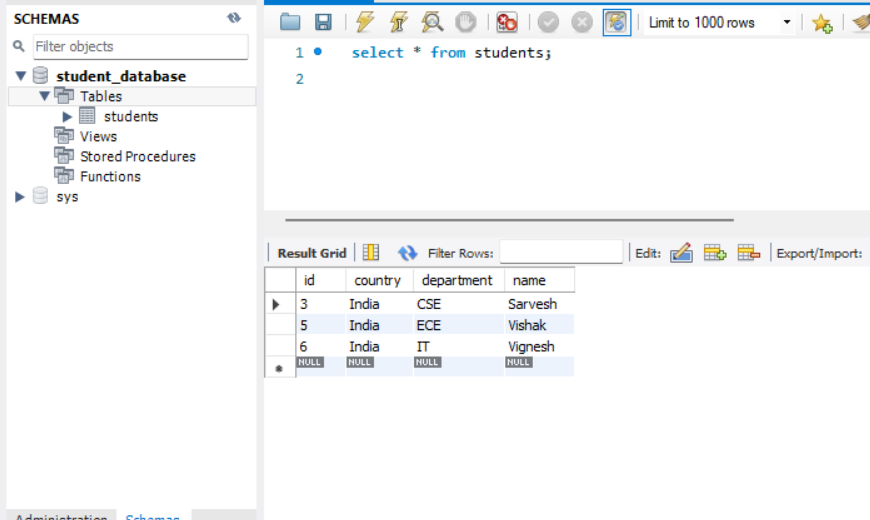 SCHEMAS
Filter objects
student_database
Tables
students
Views
Stored Procedures
Functions
sys
Administration Schemas
Limit to 1000 rows
1 select * from students;
2
Result Grid Filter Rows: Edit: Export/Import:
id country department name
3 India CSE Sarvesh
5 India ECE Vishak
6 India IT Vignesh
NULL NULL NULL NULL